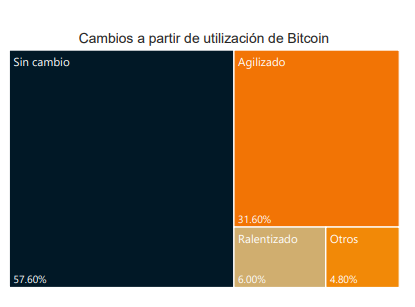 Cambios a partir de utilización de Bitcoin
Sin cambio
57.60%
Agilizado
31.60%
Ralentizado
6.00%
Otros
4.80%